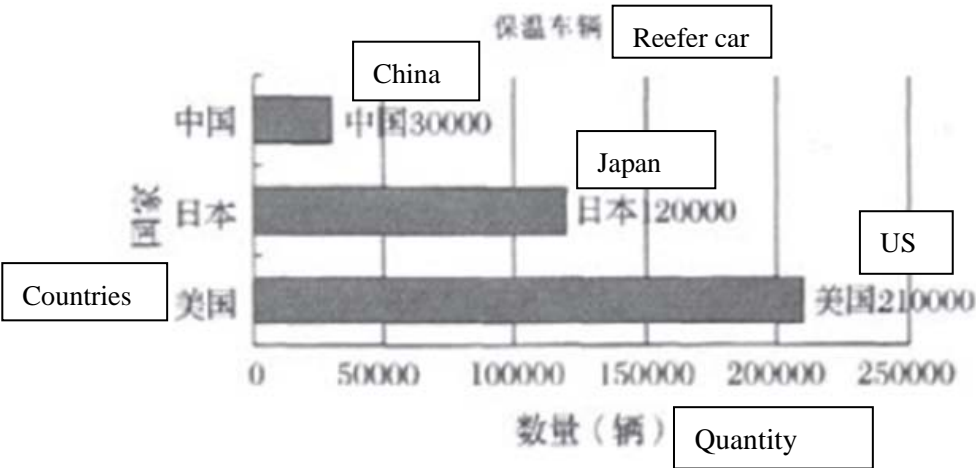 保温车辆
Reefer car
China
中国
中国30000
Japan
国家
日本
日本120000
US
Countries
美国
美国210000
0 50000 100000 150000 200000 250000
数量（辆）
Quantity